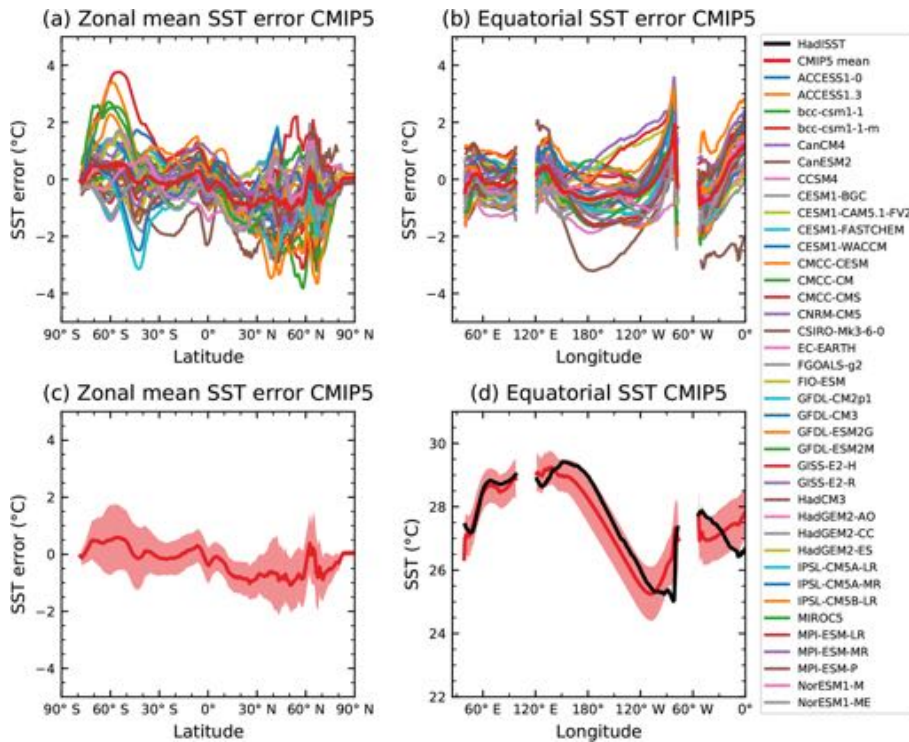 (a) Zonal mean SST error CMIP5
SST error (°C)
4
2
0
−2
−4
90° S 60° S 30° S 0° 30° N 60° N 90° N
Latitude
(b) Equatorial SST error CMIP5
SST error (°C)
4
2
0
−2
−4
60° E 120° E 180° 120° W 60° W 0°
Longitude
(c) Zonal mean SST error CMIP5
SST error (°C)
4
2
0
−2
−4
90° S 60° S 30° S 0° 30° N 60° N 90° N
Latitude
(d) Equatorial SST CMIP5
SST (°C)
30
28
26
24
22
60° E 120° E 180° 120° W 60° W 0°
Longitude
HadISST
CMIP5 mean
ACCESS1-0
ACCESS1.3
bcc-csm1-1
bcc-csm1-1-m
CanCM4
CanESM2
CCSM4
CESM1-BGC
CESM1-CAM5.1-FV2
CESM1-FASTCHEM
CESM1-WACCM
CMCC-CESM
CMCC-CM
CMCC-CMS
CNRM-CM5
CSIRO-Mk3-6-0
EC-EARTH
FGOALS-g2
FIO-ESM
GFDL-CM2p1
GFDL-CM3
GFDL-ESM2G
GFDL-ESM2M
GISS-E2-H
GISS-E2-R
HadCM3
HadGEM2-AO
HadGEM2-CC
HadGEM2-ES
IPSL-CM5A-LR
IPSL-CM5A-MR
IPSL-CM5B-LR
MIROC5
MPI-ESM-LR
MPI-ESM-MR
MPI-ESM-P
NorESM1-M
NorESM1-ME